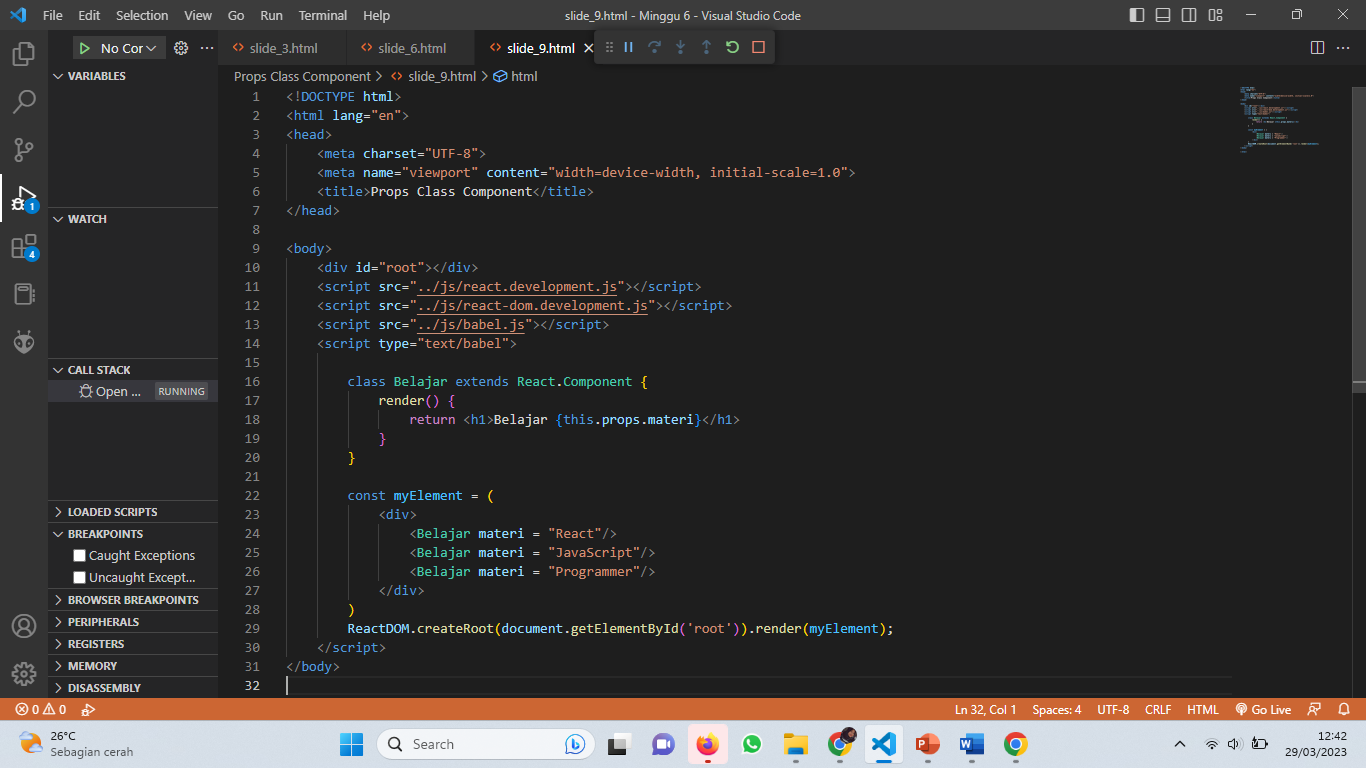 File Edit Selection View Go Run Terminal Help
slide_9.html - Minggu 6 - Visual Studio Code
No Cor
slide_3.html
slide_6.html
slide_9.html
Props Class Component > slide_9.html > html
VARIABLES
WATCH
CALL STACK
Open ... RUNNING
LOADED SCRIPTS
BREAKPOINTS
Caught Exceptions
Uncaught Except...
BROWSER BREAKPOINTS
PERIPHERALS
REGISTERS
MEMORY
DISASSEMBLY
1
4
1 <!DOCTYPE html>
2 <html lang="en">
3 <head>
4 <meta charset="UTF-8">
5 <meta name="viewport" content="width=device-width, initial-scale=1.0">
6 <title>Props Class Component</title>
7 </head>
8
9 <body>
10 <div id="root"></div>
11 <script src="../js/react.development.js"></script>
12 <script src="../js/react-dom.development.js"></script>
13 <script src="../js/babel.js"></script>
14 <script type="text/babel">
15
16 class Belajar extends React.Component {
17 render() {
18 return <h1>Belajar {this.props.materi}</h1>
19 }
20 }
21
22 const myElement = (
23 <div>
24 <Belajar materi = "React"/>
25 <Belajar materi = "JavaScript"/>
26 <Belajar materi = "Programmer"/>
27 </div>
28 )
29 ReactDOM.createRoot(document.getElementById('root')).render(myElement);
30 </script>
31 </body>
32
0 0
Ln 32, Col 1 Spaces: 4 UTF-8 CRLF HTML Go Live
26°C
Sebagian cerah
Search
12:42
29/03/2023